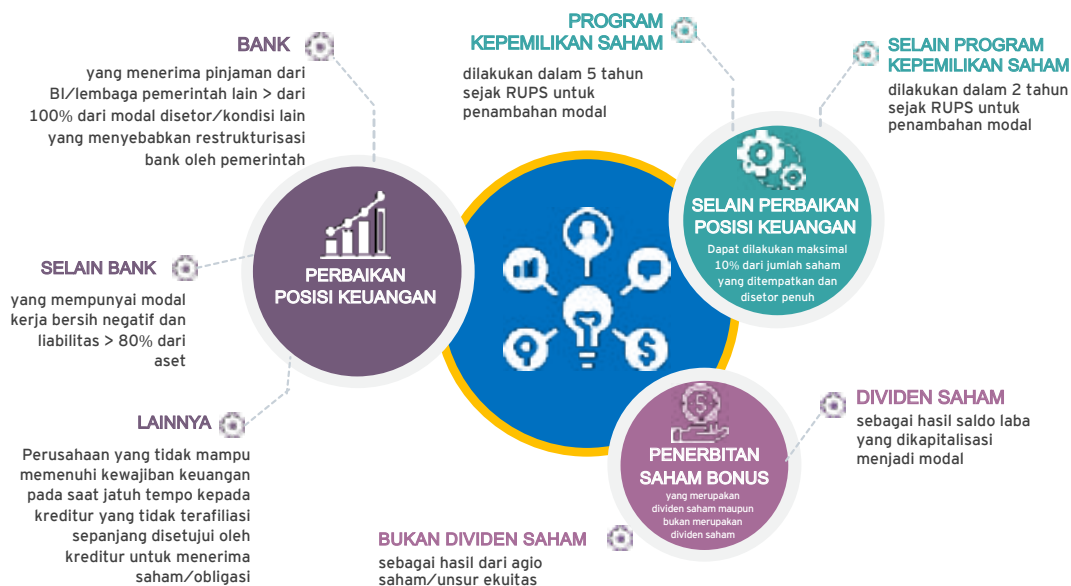 BANK
yang menerima pinjaman dari
BI/lembaga pemerintah lain > dari
100% dari modal disetor/kondisi lain
yang menyebabkan restrukturisasi
bank oleh pemerintah
SELAIN BANK
yang mempunyai modal
kerja bersih negatif dan
liabilitas > 80% dari
aset
LAINNYA
Perusahaan yang tidak mampu
memenuhi kewajiban keuangan
pada saat jatuh tempo kepada
kreditur yang tidak terafiliasi
sepanjang disetujui oleh
kreditur untuk menerima
saham/obligasi
PERBAIKAN
POSISI KEUANGAN
PROGRAM
KEPEMILIKAN SAHAM
dilakukan dalam 5 tahun
sejak RUPS untuk
penambahan modal
SELAIN PROGRAM
KEPEMILIKAN SAHAM
dilakukan dalam 2 tahun
sejak RUPS untuk
penambahan modal
SELAIN PERBAIKAN
POSISI KEUANGAN
Dapat dilakukan maksimal
10% dari jumlah saham
yang ditempatkan dan
disetor penuh
PENERBITAN
SAHAM BONUS
yang merupakan
dividen saham maupun
bukan merupakan
dividen saham
DIVIDEN SAHAM
sebagai hasil saldo laba
yang dikapitalisasi
menjadi modal
BUKAN DIVIDEN SAHAM
sebagai hasil dari agio
saham/unsur ekuitas